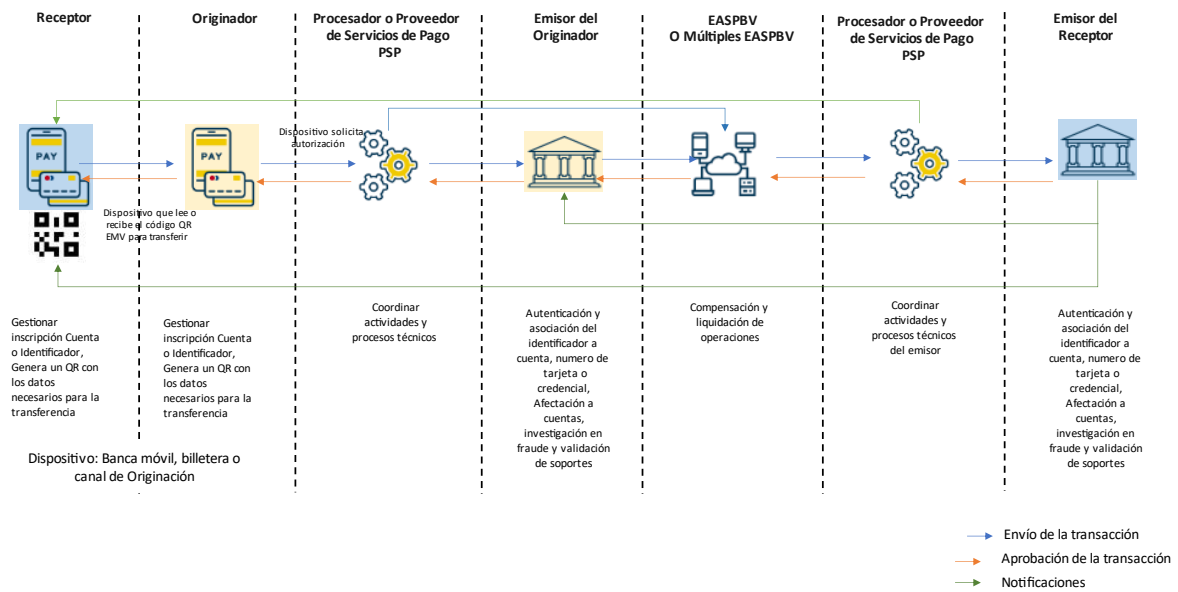 Receptor
Originador
Procesador o Proveedor
de Servicios de Pago
PSP
Emisor del
Originador
EASPBV
O Múltiples EASPBV
Procesador o Proveedor
de Servicios de Pago
PSP
Emisor del
Receptor
PAY
PAY
Dispositivo solicita
autorización
Dispositivo que lee o
recibe el código QR
EMV para transferir
Gestionar
inscripción Cuenta
o Identificador,
Genera un QR con
los datos
necesarios para la
transferencia
Gestionar
inscripción Cuenta
o Identificador,
Genera un QR con
los datos
necesarios para la
transferencia
Coordinar
actividades y
procesos técnicos
Autenticación y
asociación del
identificador a
cuenta, numero de
tarjeta o
credencial,
Afectación a
cuentas,
investigación en
fraude y validación
de soportes
Compensación y
liquidación de
operaciones
Coordinar
actividades y
procesos técnicos
del emisor
Autenticación y
asociación del
identificador a
cuenta, numero de
tarjeta o
credencial,
Afectación a
cuentas,
investigación en
fraude y validación
de soportes
Dispositivo: Banca móvil, billetera o
canal de Originación
Envío de la transacción
Aprobación de la transacción
Notificaciones